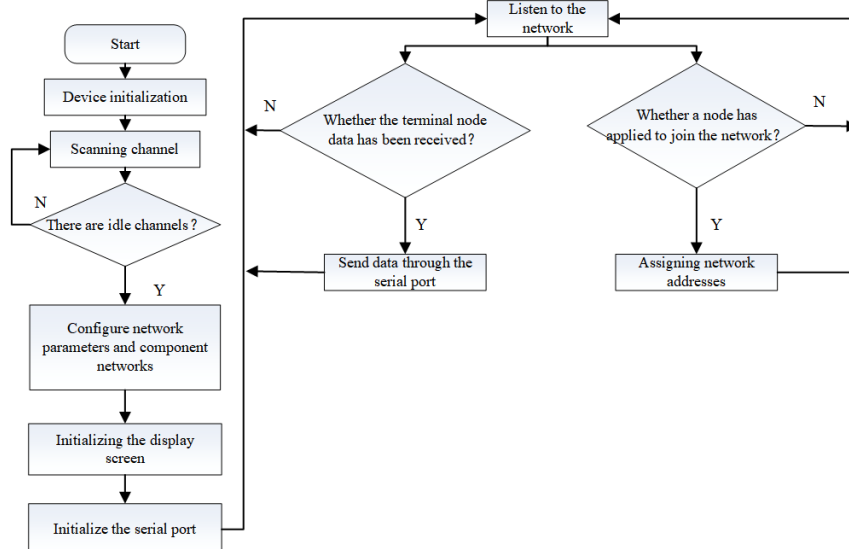 Start
Device initialization
Scanning channel
N
There are idle channels?
Y
Configure network
parameters and component
networks
Initializing the display
screen
Initialize the serial port
Listen to the
network
N
Whether the terminal node
data has been received?
Y
Send data through the
serial port
Whether a node has
applied to join the network?
N
Y
Assigning network
addresses